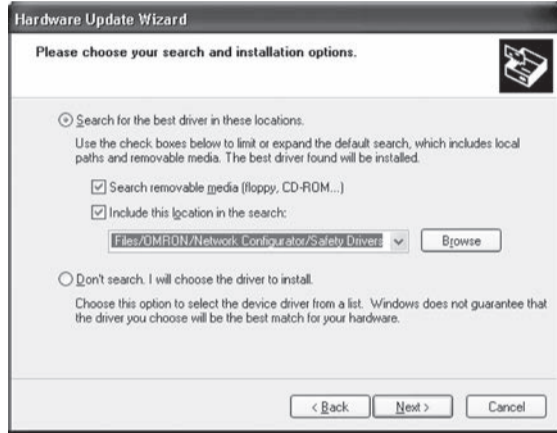 Hardware Update Wizard
Please choose your search and installation options.
Search for the best driver in these locations.
Use the check boxes below to limit or expand the default search, which includes local
paths and removable media. The best driver found will be installed.
Search removable media (floppy, CD-ROM...)
Include this location in the search:
Files/OMRON/Network Configurator/Safety Drivers
Browse
Don't search. I will choose the driver to install.
Choose this option to select the device driver from a list. Windows does not guarantee that
the driver you choose will be the best match for your hardware.
< Back Next > Cancel